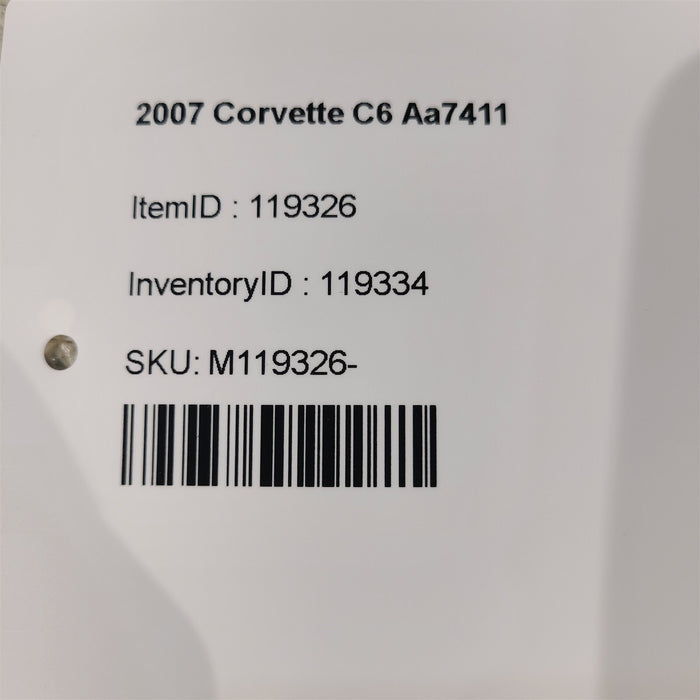 2007 Corvette C6 Aa7411
ItemID : 119326
InventoryID : 119334
SKU: M119326-